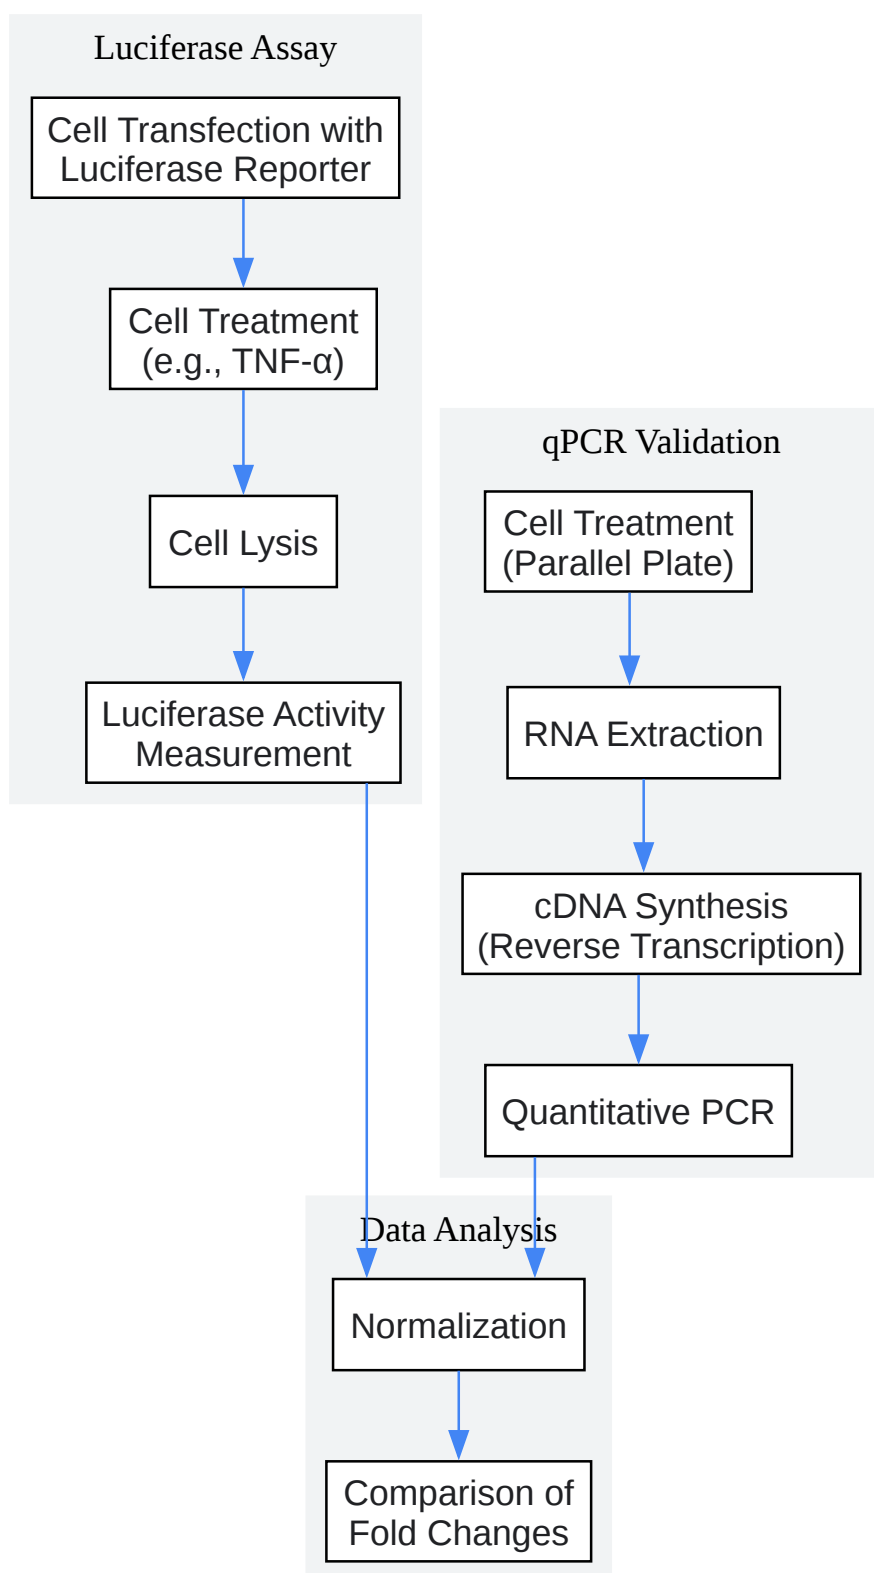 Luciferase Assay
Cell Transfection with
Luciferase Reporter
Cell Treatment
(e.g., TNF-α)
Cell Lysis
Luciferase Activity
Measurement
qPCR Validation
Cell Treatment
(Parallel Plate)
RNA Extraction
cDNA Synthesis
(Reverse Transcription)
Quantitative PCR
Data Analysis
Normalization
Comparison of
Fold Changes